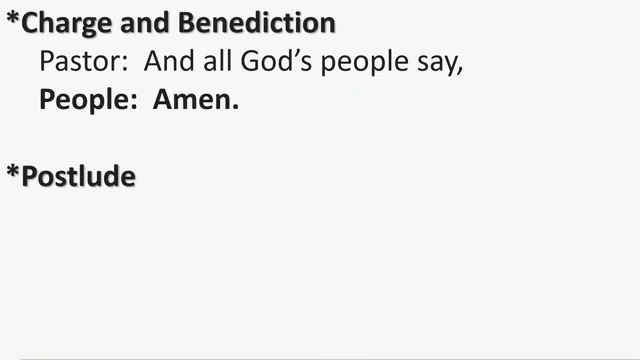 *Charge and Benediction
Pastor:  And all God’s people say,
People:  Amen.
*Postlude